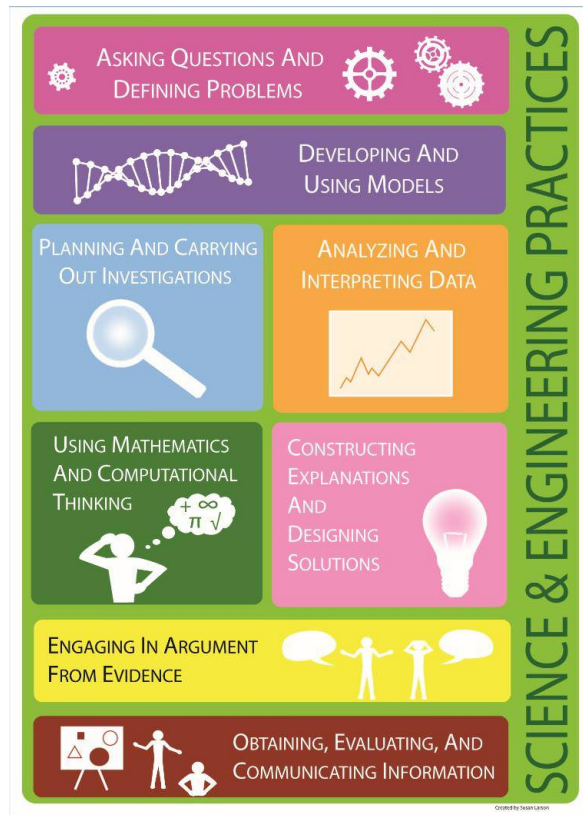 ASKING QUESTIONS AND
DEFINING PROBLEMS
DEVELOPING AND
USING MODELS
PLANNING AND CARRYING
OUT INVESTIGATIONS
ANALYZING AND
INTERPRETING DATA
USING MATHEMATICS
AND COMPUTATIONAL
THINKING
+ ∞
π √
CONSTRUCTING
EXPLANATIONS
AND
DESIGNING
SOLUTIONS
ENGAGING IN ARGUMENT
FROM EVIDENCE
OBTAINING, EVALUATING, AND
COMMUNICATING INFORMATION
SCIENCE & ENGINEERING PRACTICES
Created by Susan Larson